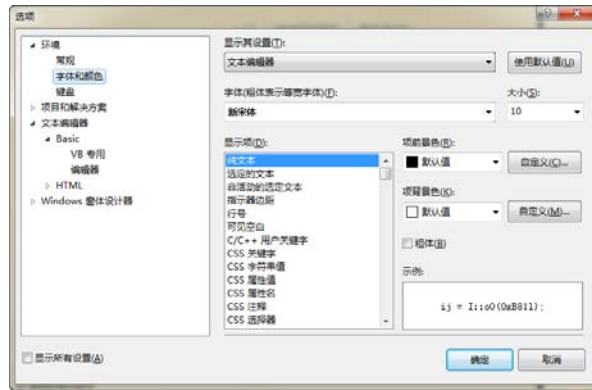 选项
环境
常规
字体和颜色
键盘
项目和解决方案
文本编辑器
Basic
VB 专用
编辑器
HTML
Windows 窗体设计器
显示所有设置(A)
显示其设置(T):
文本编辑器
使用默认值(U)
字体(粗体表示等宽字体)(F):
大小(S):
新宋体
10
显示项(D):
纯文本
选定的文本
非活动的选定文本
指示器边距
行号
可见空白
C/C++ 用户关键字
CSS 关键字
CSS 字符串值
CSS 属性值
CSS 属性名
CSS 注释
CSS 选择器
项前景色(R):
默认值
自定义(C)...
项背景色(K):
默认值
自定义(M)...
粗体(B)
示例:
ij = I::oO(0xB811);
确定
取消